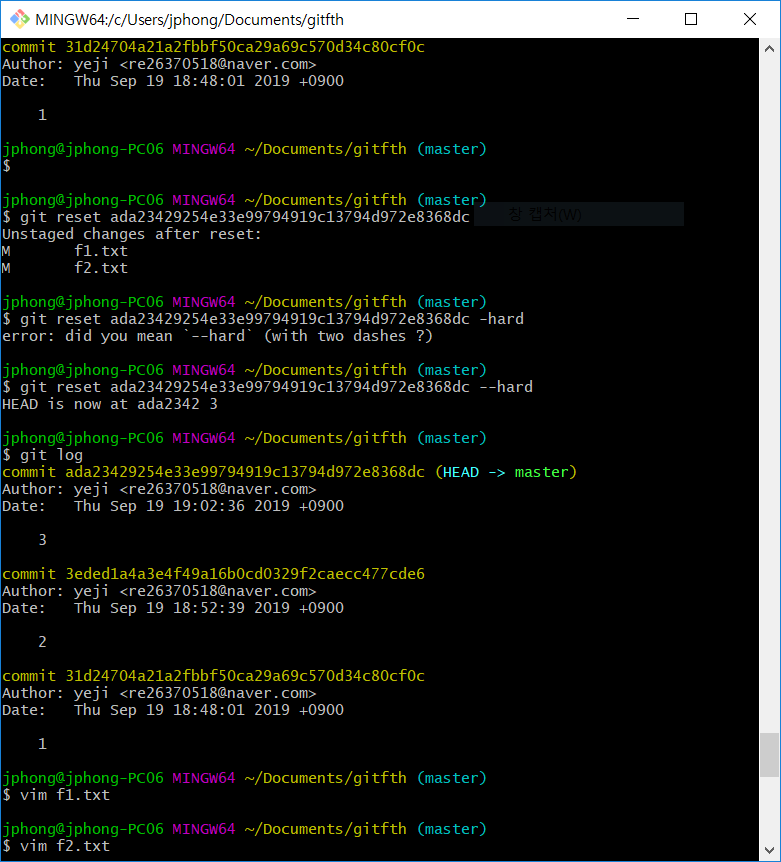 MINGW64:/c/Users/jphong/Documents/gitfth
commit 31d24704a21a2fbbf50ca29a69c570d34c80cf0c
Author: yeji <re26370518@naver.com>
Date:   Thu Sep 19 18:48:01 2019 +0900
1
jphong@jphong-PC06 MINGW64 ~/Documents/gitfth (master)
$
jphong@jphong-PC06 MINGW64 ~/Documents/gitfth (master)
$ git reset ada23429254e33e99794919c13794d972e8368dc
창 캡처(W)
Unstaged changes after reset:
M       f1.txt
M       f2.txt
jphong@jphong-PC06 MINGW64 ~/Documents/gitfth (master)
$ git reset ada23429254e33e99794919c13794d972e8368dc -hard
error: did you mean `--hard` (with two dashes ?)
jphong@jphong-PC06 MINGW64 ~/Documents/gitfth (master)
$ git reset ada23429254e33e99794919c13794d972e8368dc --hard
HEAD is now at ada2342 3
jphong@jphong-PC06 MINGW64 ~/Documents/gitfth (master)
$ git log
commit ada23429254e33e99794919c13794d972e8368dc (HEAD -> master)
Author: yeji <re26370518@naver.com>
Date:   Thu Sep 19 19:02:36 2019 +0900
3
commit 3eded1a4a3e4f49a16b0cd0329f2caecc477cde6
Author: yeji <re26370518@naver.com>
Date:   Thu Sep 19 18:52:39 2019 +0900
2
commit 31d24704a21a2fbbf50ca29a69c570d34c80cf0c
Author: yeji <re26370518@naver.com>
Date:   Thu Sep 19 18:48:01 2019 +0900
1
jphong@jphong-PC06 MINGW64 ~/Documents/gitfth (master)
$ vim f1.txt
jphong@jphong-PC06 MINGW64 ~/Documents/gitfth (master)
$ vim f2.txt